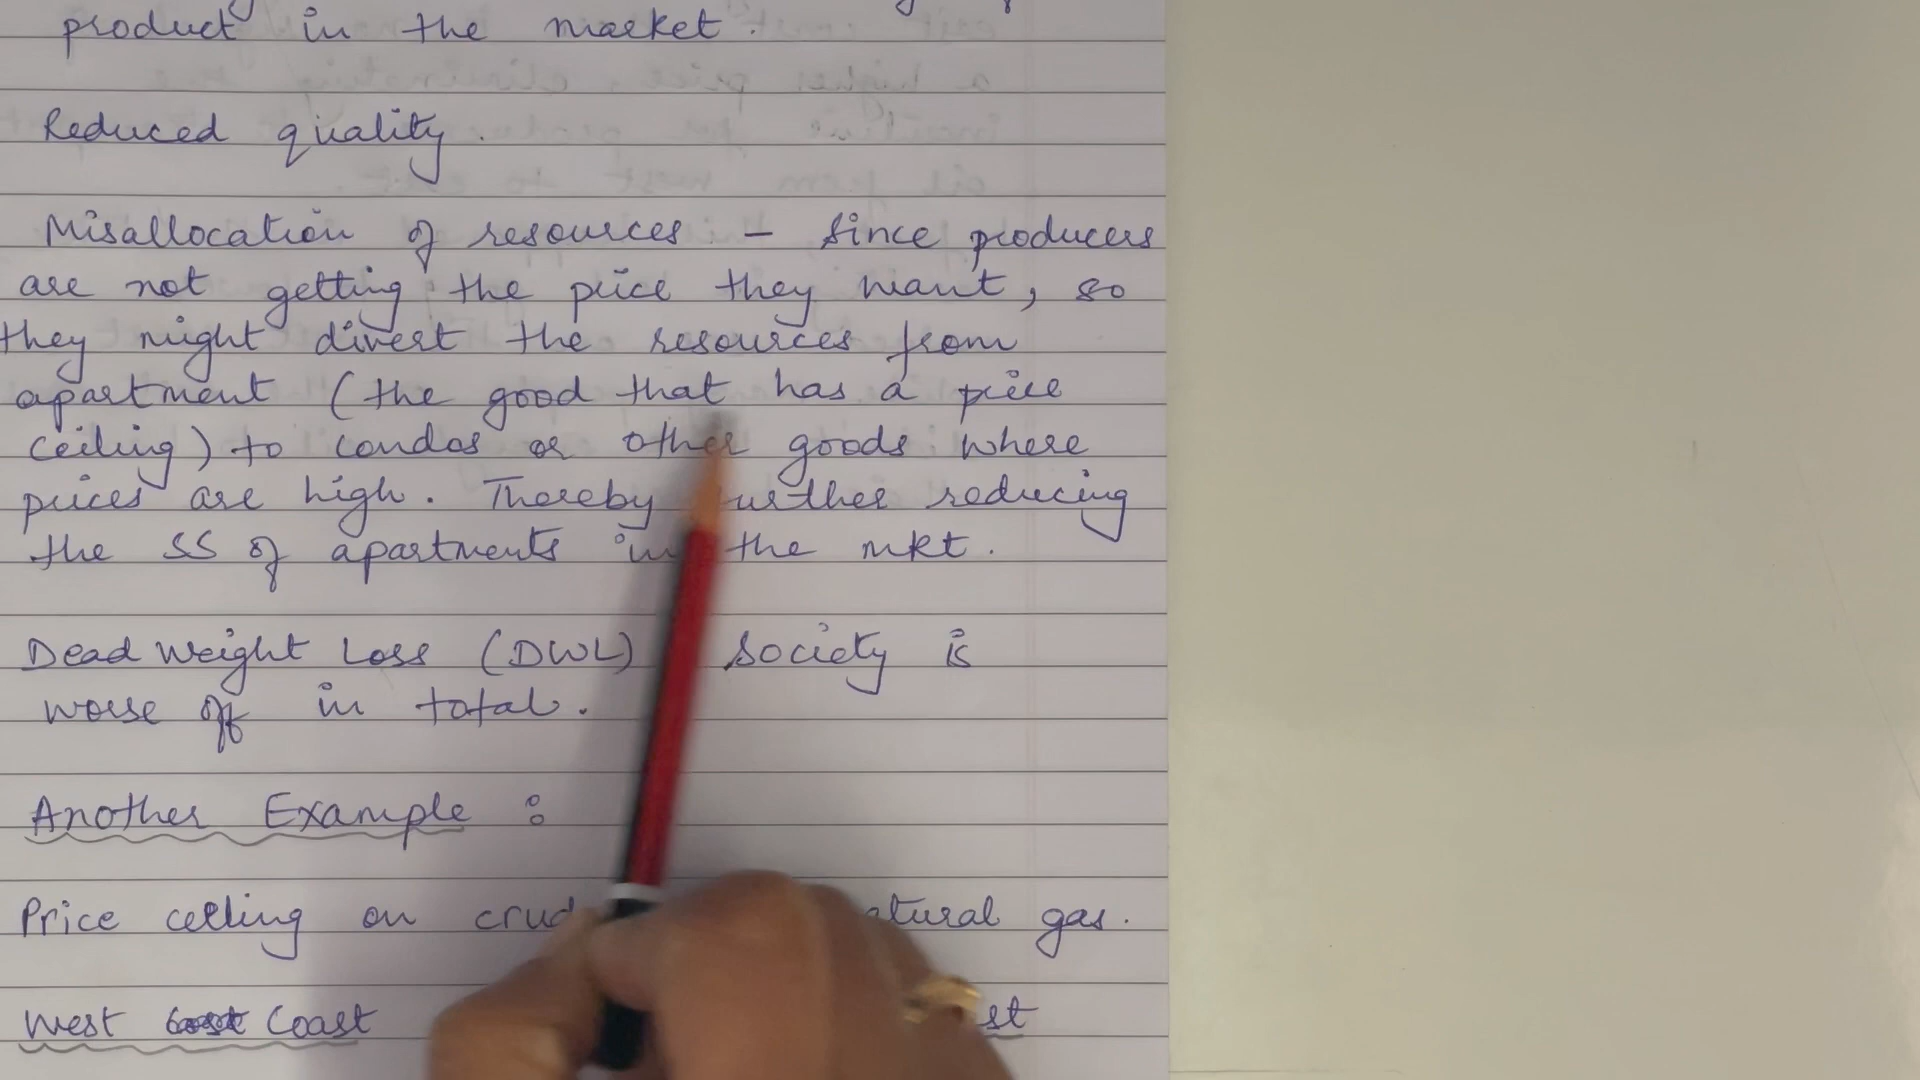 product in the market.
Reduced quality.
Misallocation of resources - Since producers
are not getting the price they want, so
they might divert the resources from
apartment (the good that has a price
ceiling) to condos or other goods where
prices are high. Thereby further reducing
the SS of apartments in the mkt.
Dead Weight Loss (DWL) Society is
worse off in total.
Another Example :
Price ceiling on natural gas.
West Coast